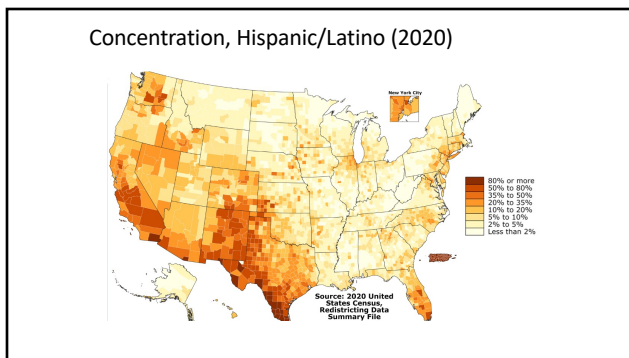 Concentration, Hispanic/Latino (2020)
New York City
80% or more
50% to 80%
35% to 50%
20% to 35%
10% to 20%
5% to 10%
2% to 5%
Less than 2%
Source: 2020 United
States Census,
Redistricting Data
Summary File